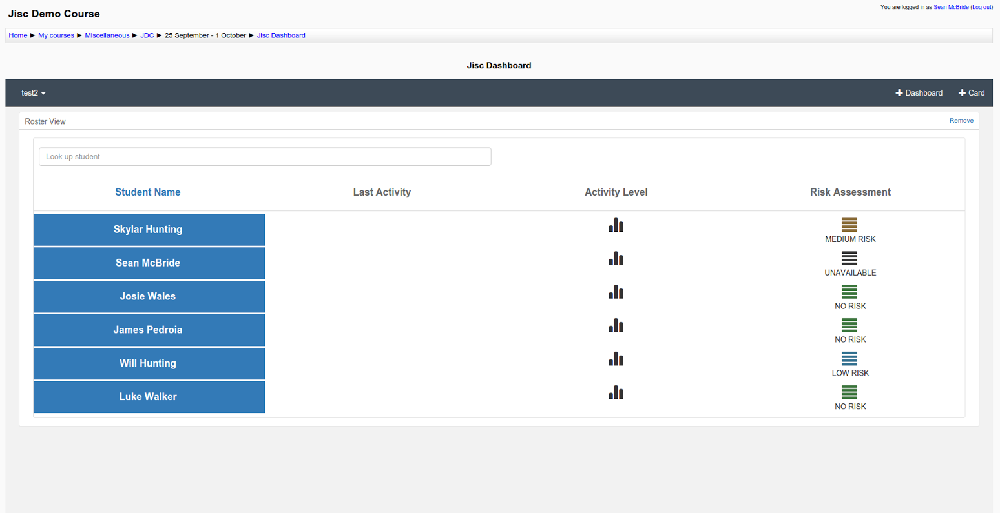 You are logged in as Sean McBride (Log out)
Jisc Demo Course
Home ► My courses ► Miscellaneous ► JDC ► 25 September - 1 October ► Jisc Dashboard
Jisc Dashboard
test2 Dashboard Card
Roster View Remove
Look up student
Student Name Last Activity Activity Level Risk Assessment
Skylar Hunting
MEDIUM RISK
Sean McBride
UNAVAILABLE
Josie Wales
NO RISK
James Pedroia
NO RISK
Will Hunting
LOW RISK
Luke Walker
NO RISK